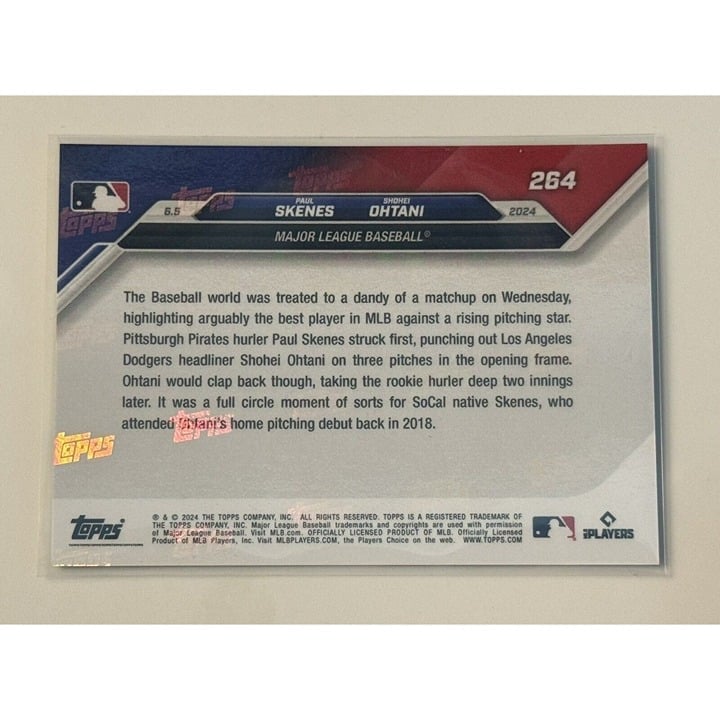 264
PAUL SKENES SHOHEI OHTANI
6.5 2024
MAJOR LEAGUE BASEBALL®
topps
The Baseball world was treated to a dandy of a matchup on Wednesday,
highlighting arguably the best player in MLB against a rising pitching star.
Pittsburgh Pirates hurler Paul Skenes struck first, punching out Los Angeles
Dodgers headliner Shohei Ohtani on three pitches in the opening frame.
Ohtani would clap back though, taking the rookie hurler deep two innings
later. It was a full circle moment of sorts for SoCal native Skenes, who
attended Ohtani's home pitching debut back in 2018.
topps
topps
topps
® & © 2024 THE TOPPS COMPANY, INC. ALL RIGHTS RESERVED. TOPPS IS A REGISTERED TRADEMARK OF
THE TOPPS COMPANY, INC. Major League Baseball trademarks and copyrights are used with permission
of Major League Baseball. Visit MLB.com. OFFICIALLY LICENSED PRODUCT OF MLB. Officially Licensed
Product of MLB Players, Inc. Visit MLBPLAYERS.com, the Players Choice on the web. WWW.TOPPS.COM
PLAYERS